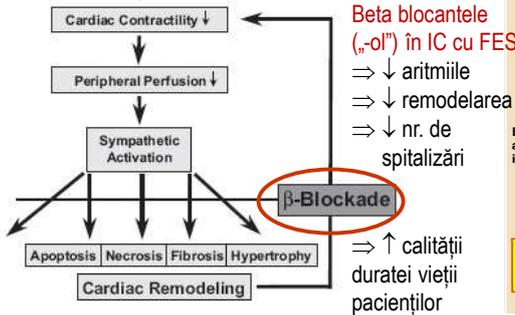 Cardiac Contractility ↓
Peripheral Perfusion ↓
Sympathetic
Activation
β-Blockade
Apoptosis Necrosis Fibrosis Hypertrophy
Cardiac Remodeling
Beta blocantele
(„-ol”) în IC cu FES
⇒ ↓ aritmiile
⇒ ↓ remodelarea
⇒ ↓ nr. de
spitalizări
⇒ ↑ calității
duratei vieții
pacienților